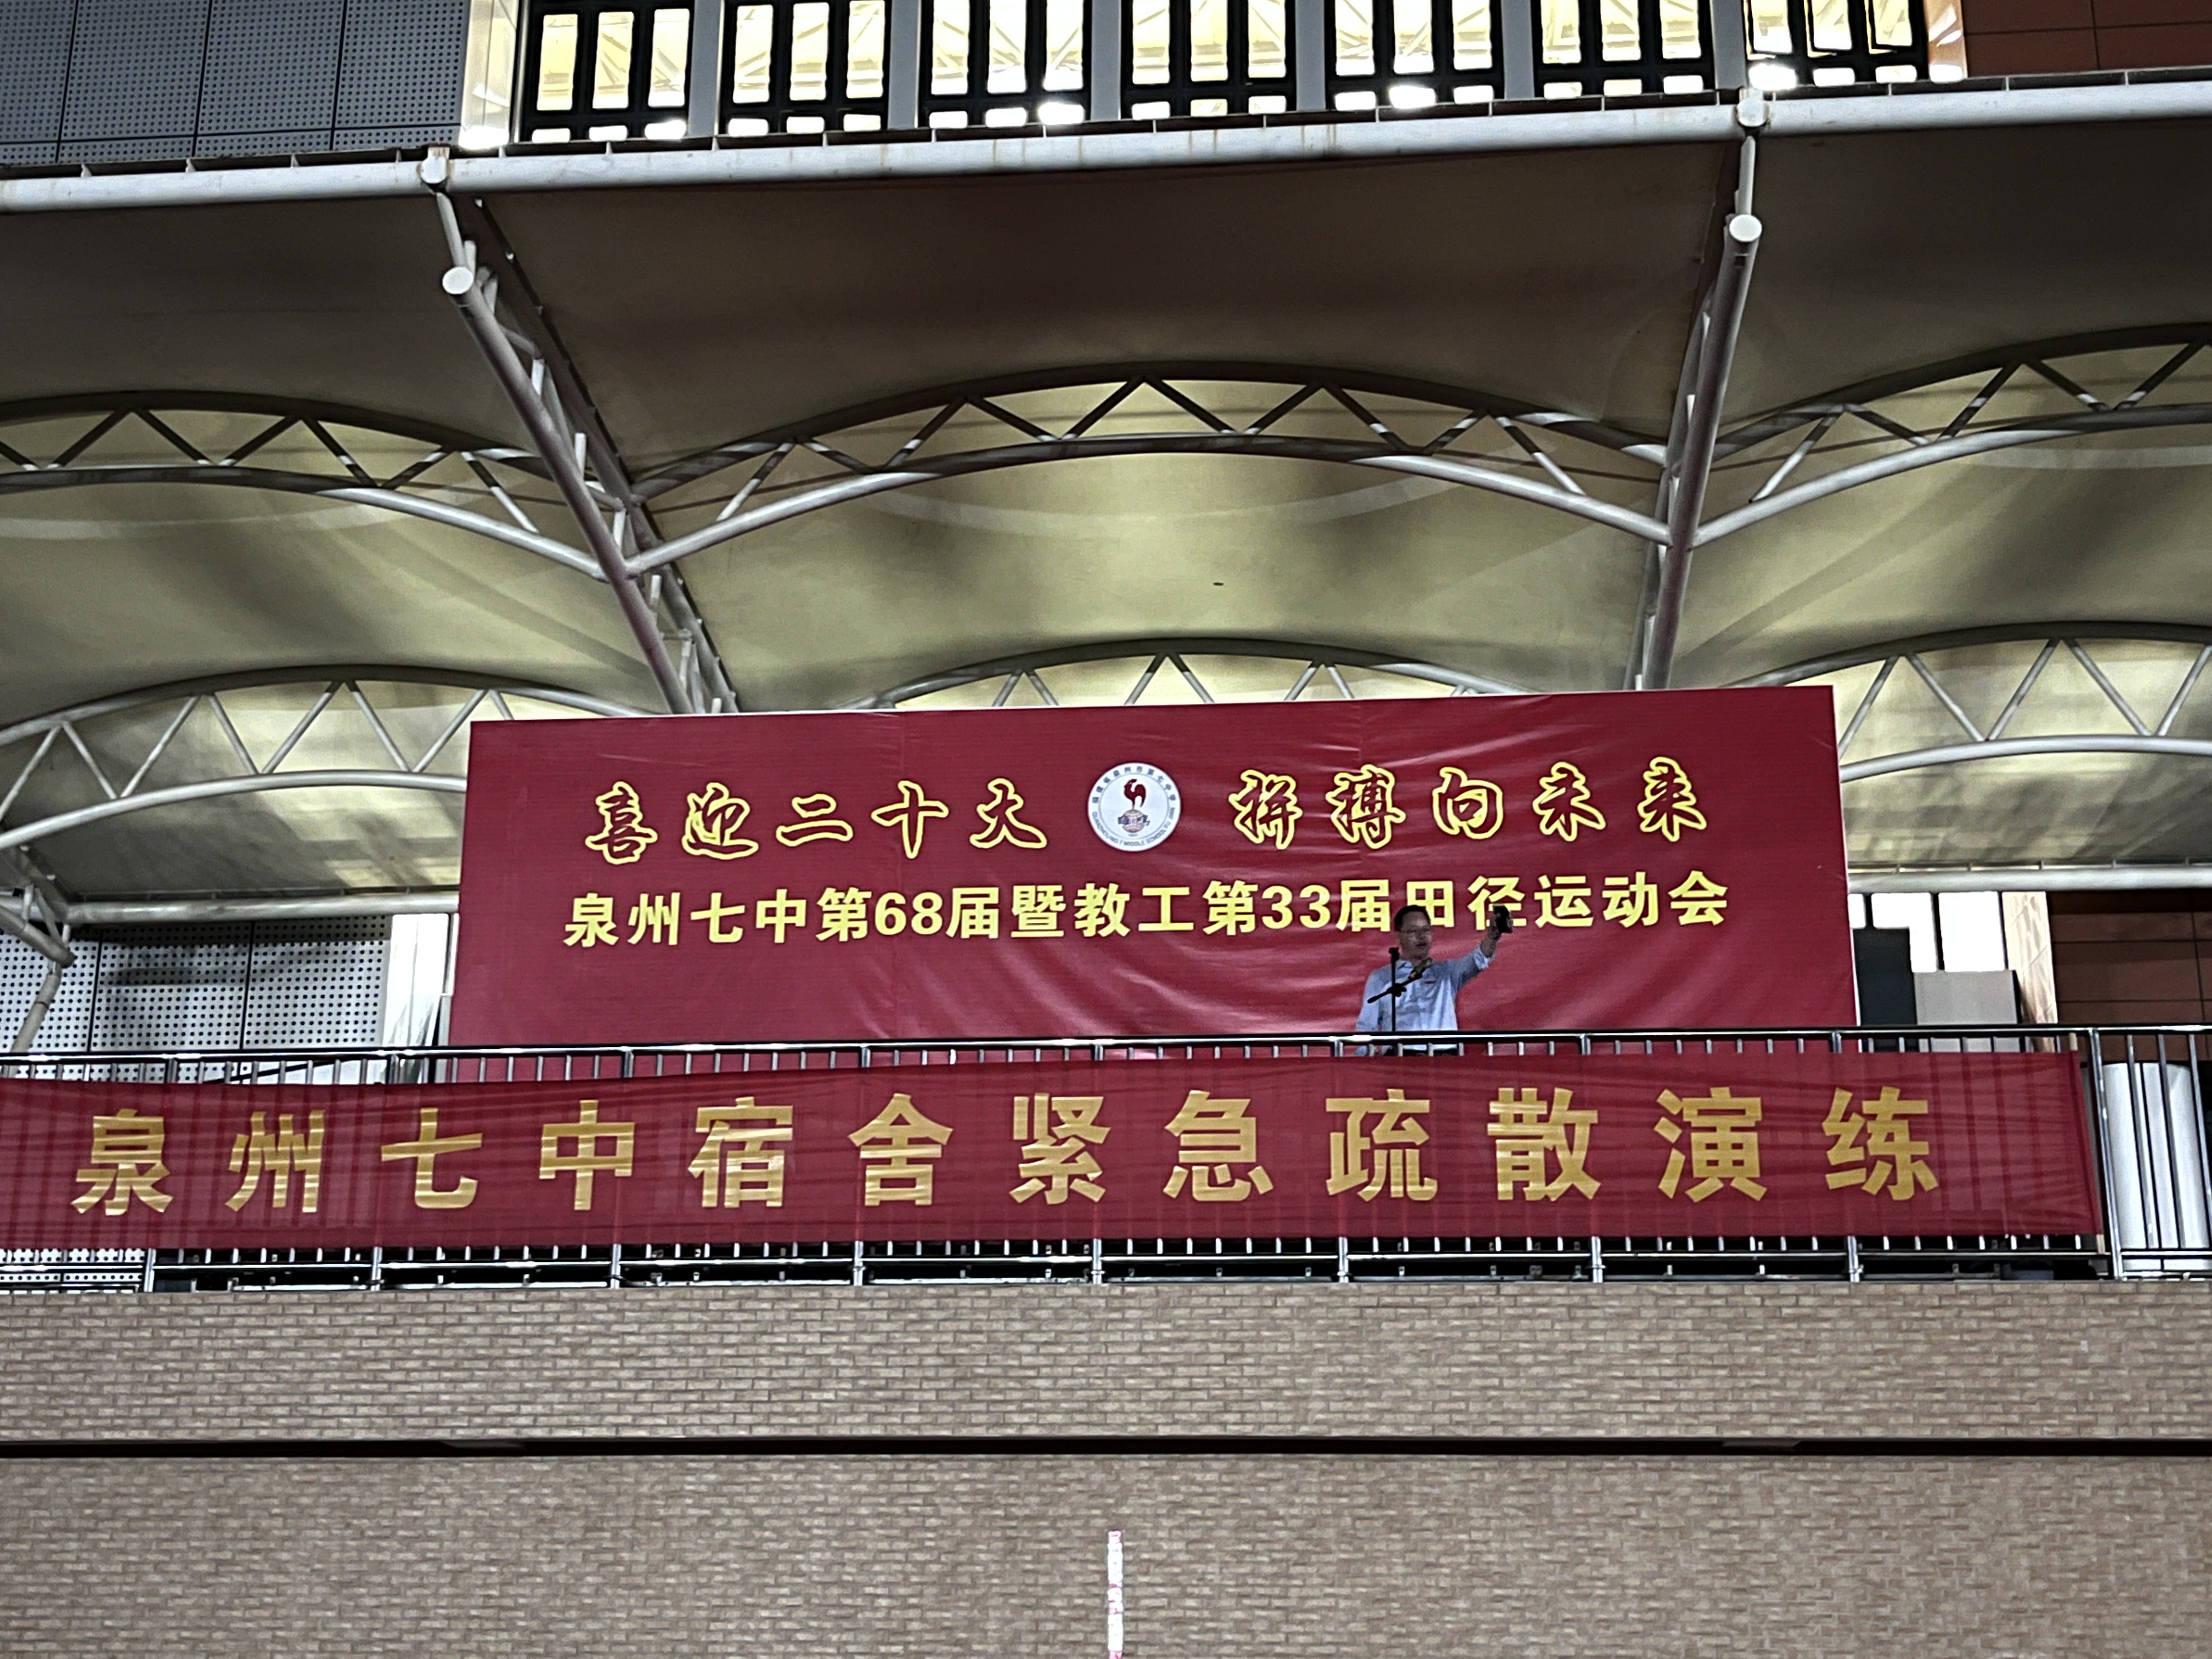 喜迎二十大 拼搏向未来
泉州七中第68届暨教工第33届田径运动会
泉州七中宿舍紧急疏散演练